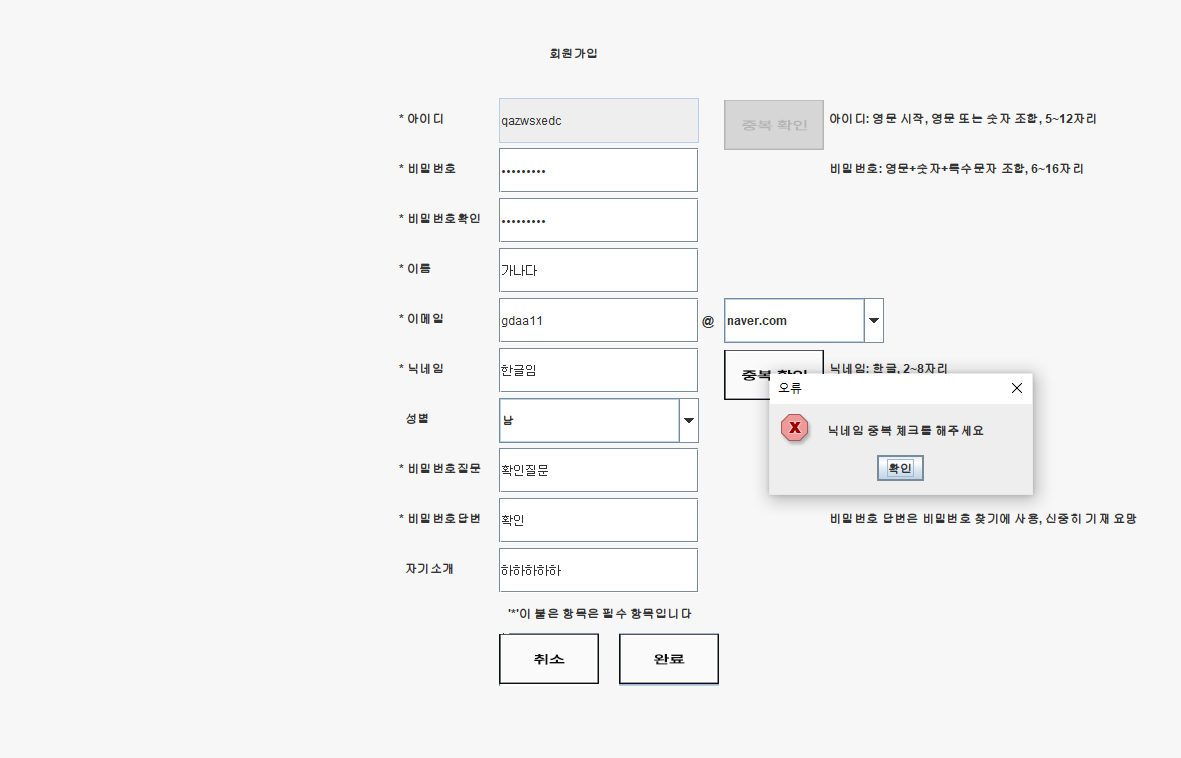 회원가입
* 아이디 qazwsxedc 중복 확인 아이디: 영문 시작, 영문 또는 숫자 조합, 5~12자리
* 비밀번호 ••••••••• 비밀번호: 영문+숫자+특수문자 조합, 6~16자리
* 비밀번호확인 •••••••••
* 이름 가나다
* 이메일 gdaa11 @ naver.com
* 닉네임 한글임 중복 확인 닉네임: 한글, 2~8자리
오류
성별 남
닉네임 중복 체크를 해주세요
확인
* 비밀번호질문 확인질문
* 비밀번호답변 확인 비밀번호 답변은 비밀번호 찾기에 사용, 신중히 기재 요망
자기소개 하하하하하
'*'이 붙은 항목은 필수 항목입니다
취소 완료